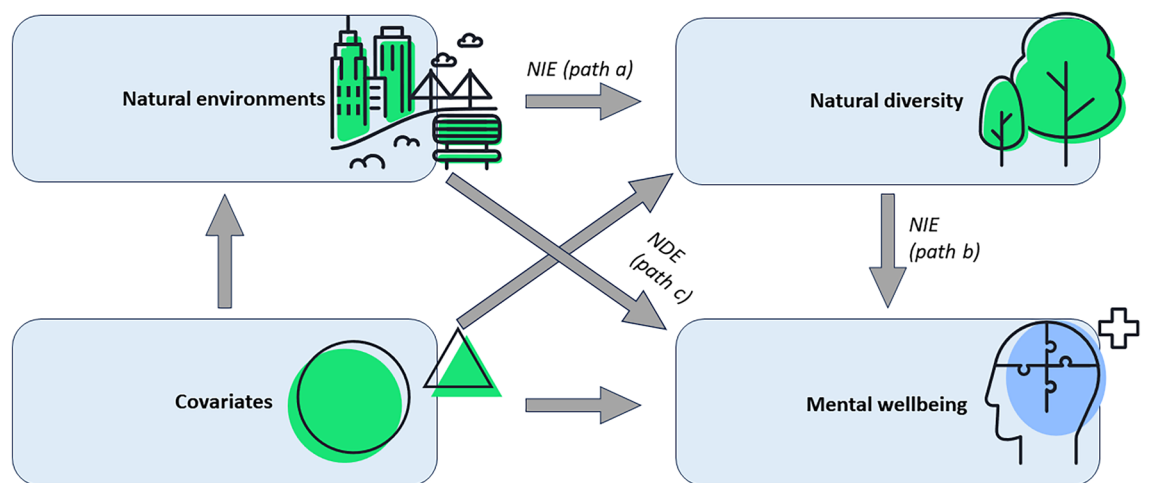 Natural environments
NIE (path a)
Natural diversity
NDE
(path c)
NIE
(path b)
Covariates
Mental wellbeing